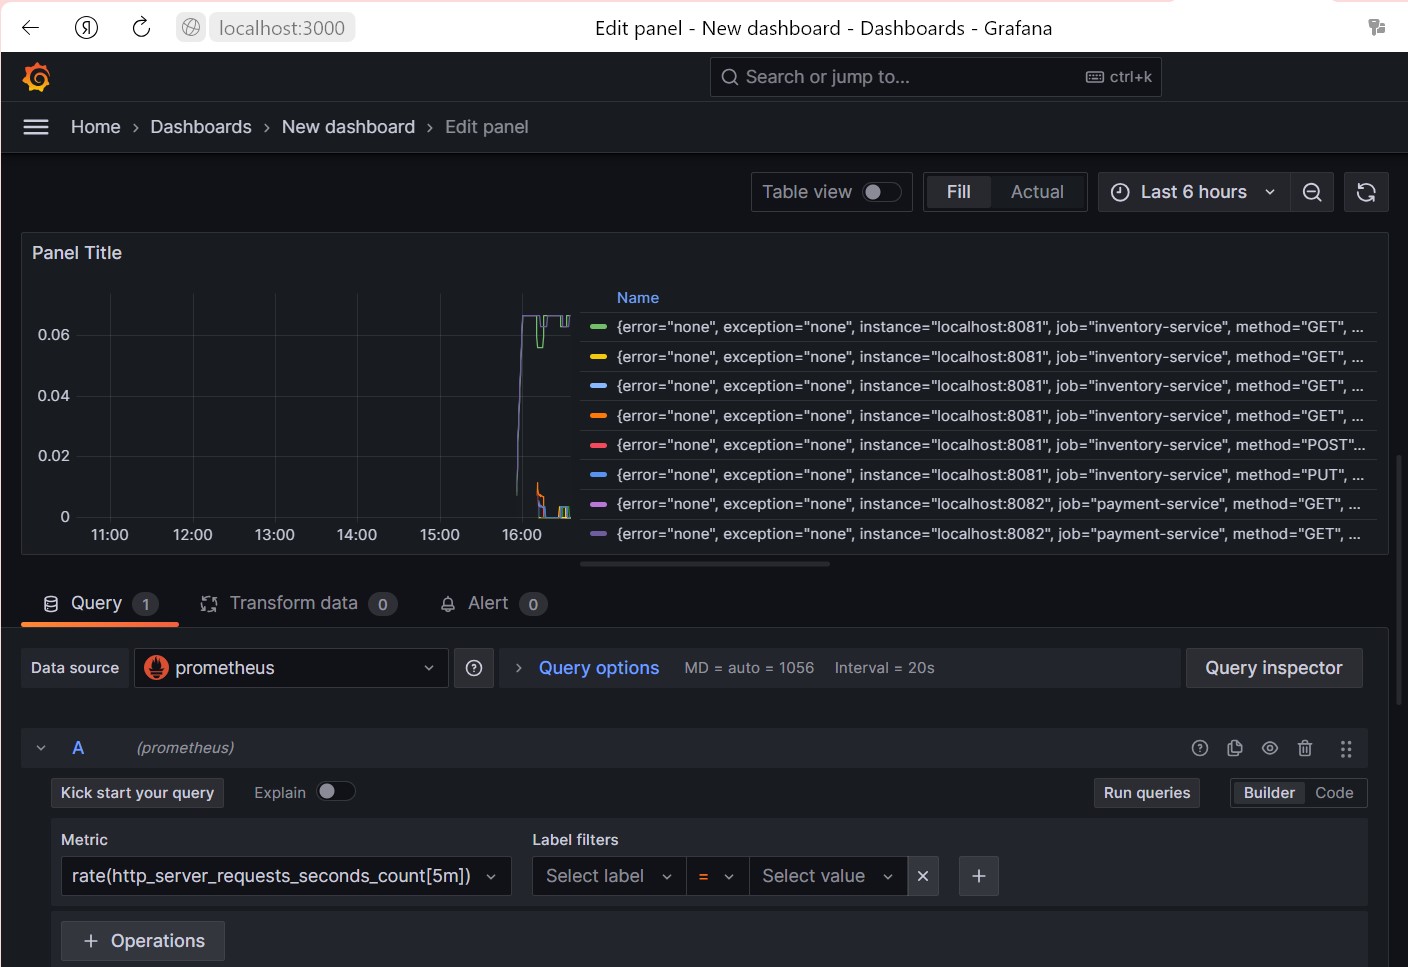 Я localhost:3000 Edit panel - New dashboard - Dashboards - Grafana
Search or jump to... ctrl+k
Home › Dashboards › New dashboard › Edit panel
Table view Fill Actual Last 6 hours
Panel Title
Name
{error="none", exception="none", instance="localhost:8081", job="inventory-service", method="GET", ...
{error="none", exception="none", instance="localhost:8081", job="inventory-service", method="GET", ...
{error="none", exception="none", instance="localhost:8081", job="inventory-service", method="GET", ...
{error="none", exception="none", instance="localhost:8081", job="inventory-service", method="GET", ...
{error="none", exception="none", instance="localhost:8081", job="inventory-service", method="POST"...
{error="none", exception="none", instance="localhost:8081", job="inventory-service", method="PUT", ...
{error="none", exception="none", instance="localhost:8082", job="payment-service", method="GET", ...
{error="none", exception="none", instance="localhost:8082", job="payment-service", method="GET", ...
0.06
0.04
0.02
0
11:00 12:00 13:00 14:00 15:00 16:00
Query 1 Transform data 0 Alert 0
Data source prometheus Query options MD = auto = 1056 Interval = 20s Query inspector
A (prometheus)
Kick start your query Explain Run queries Builder Code
Metric Label filters
rate(http_server_requests_seconds_count[5m]) Select label = Select value
+ Operations